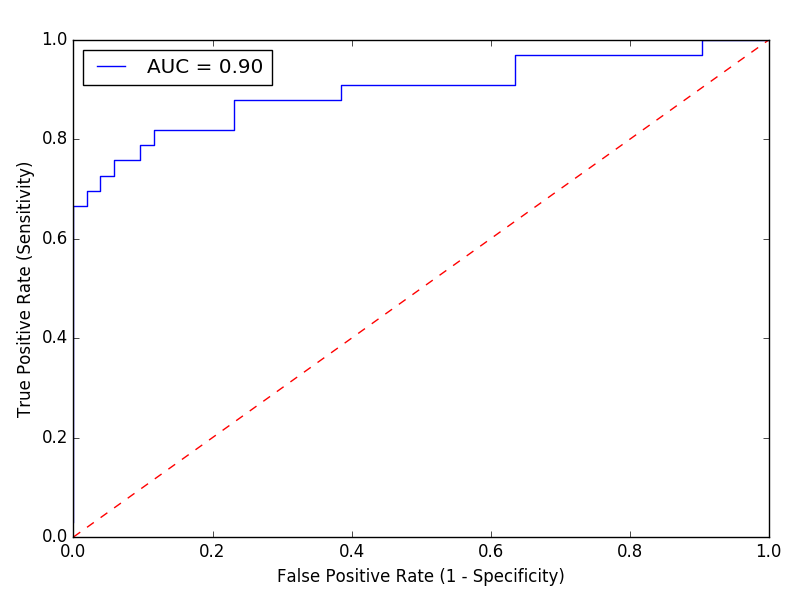 AUC = 0.90
True Positive Rate (Sensitivity)
1.0
0.8
0.6
0.4
0.2
0.0
0.0 0.2 0.4 0.6 0.8 1.0
False Positive Rate (1 - Specificity)